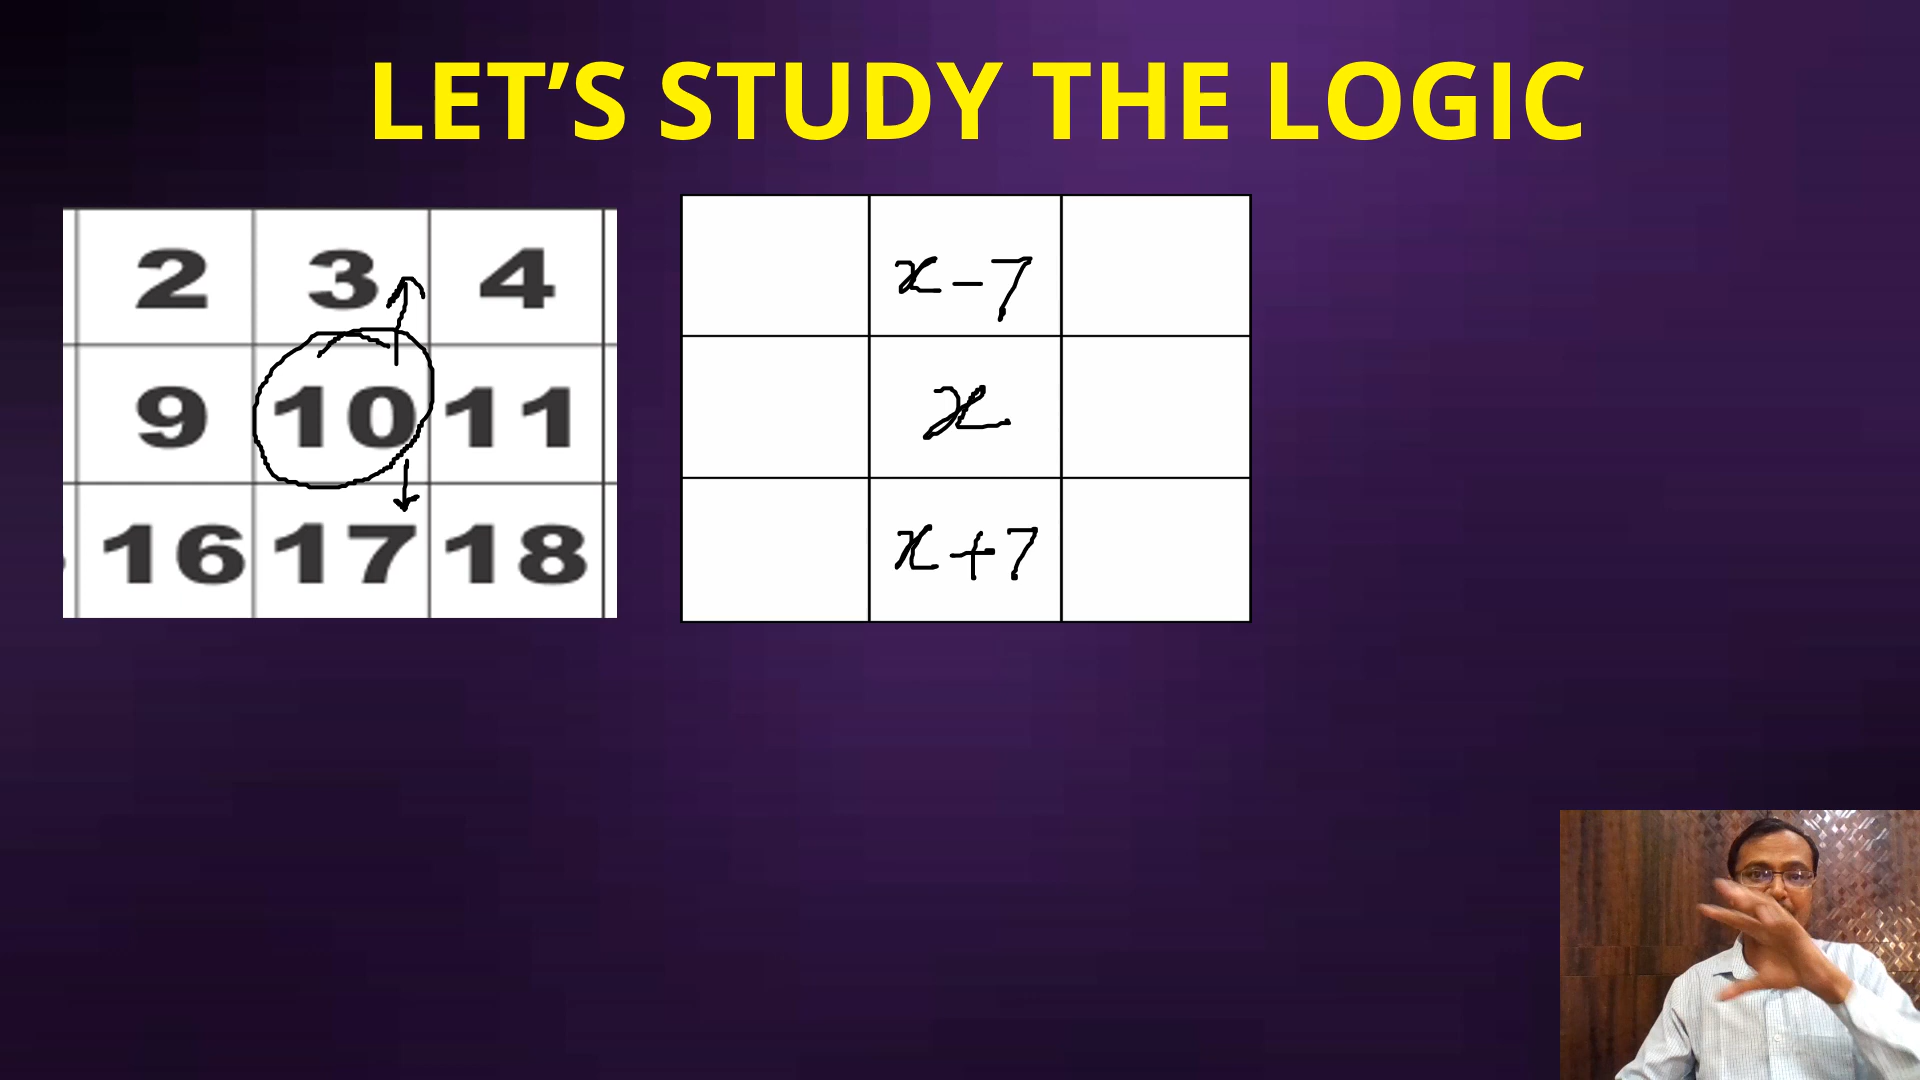 LET’S STUDY THE LOGIC
2 3 4
9 10 11
16 17 18
x-7
x
x+7